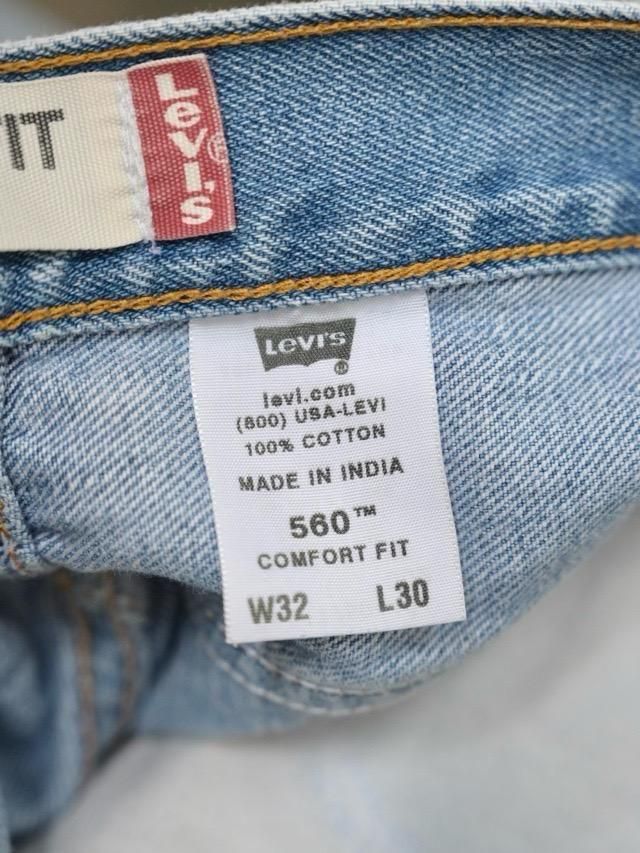 IT
LEVI'S®
LEVI'S
®
levi.com
(800) USA-LEVI
100% COTTON
MADE IN INDIA
560™
COMFORT FIT
W32 L30